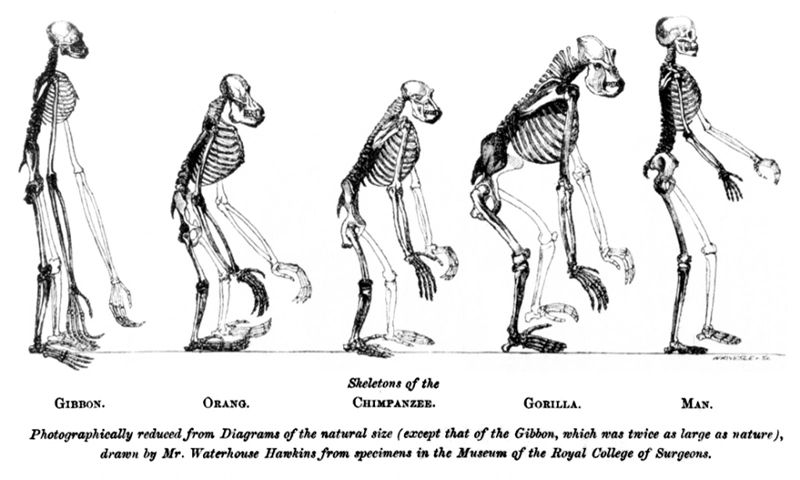 Skeletons of the
GIBBON. ORANG. CHIMPANZEE. GORILLA. MAN.
Photographically reduced from Diagrams of the natural size (except that of the Gibbon, which was twice as large as nature),
drawn by Mr. Waterhouse Hawkins from specimens in the Museum of the Royal College of Surgeons.